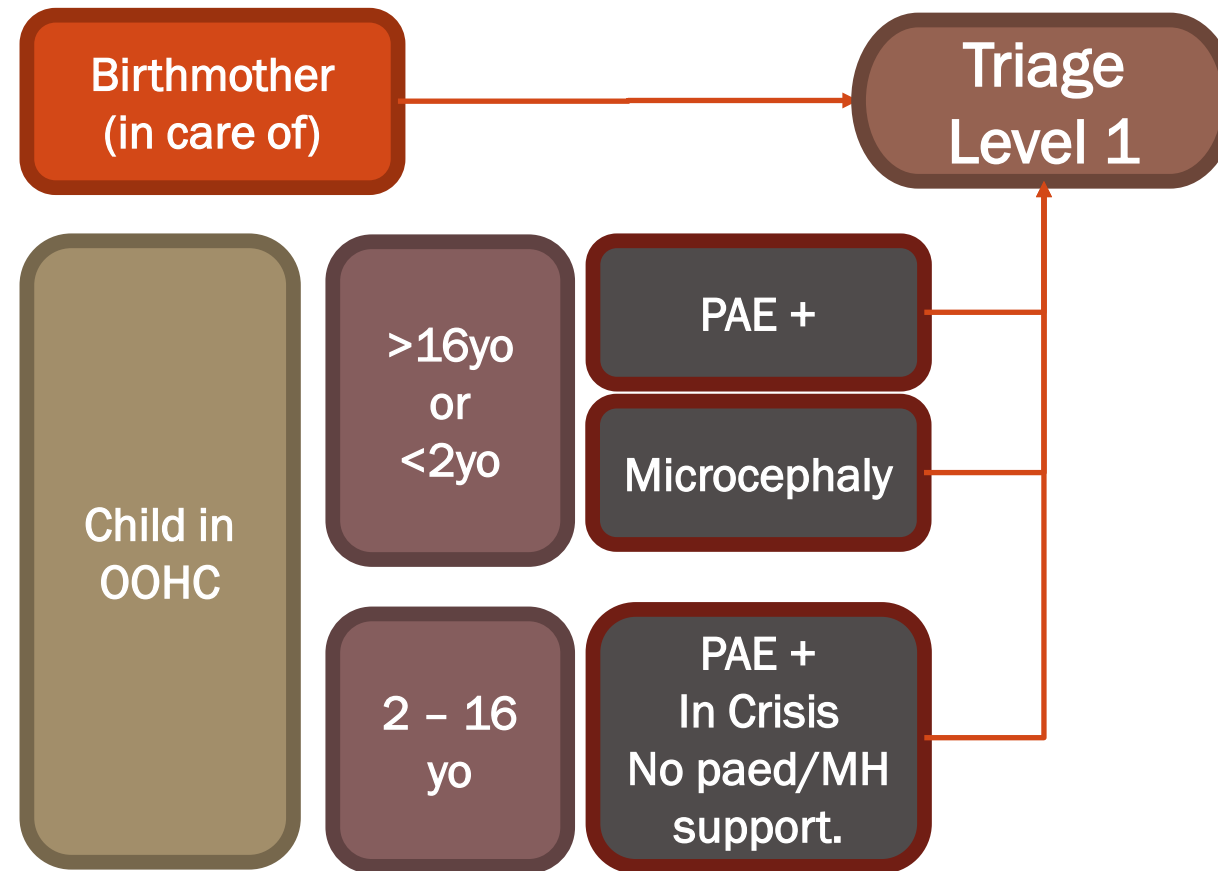 Birthmother
(in care of)
Triage
Level 1
Child in
OOHC
>16yo
or
<2yo
PAE +
Microcephaly
2 – 16
yo
PAE +
In Crisis
No paed/MH
support.